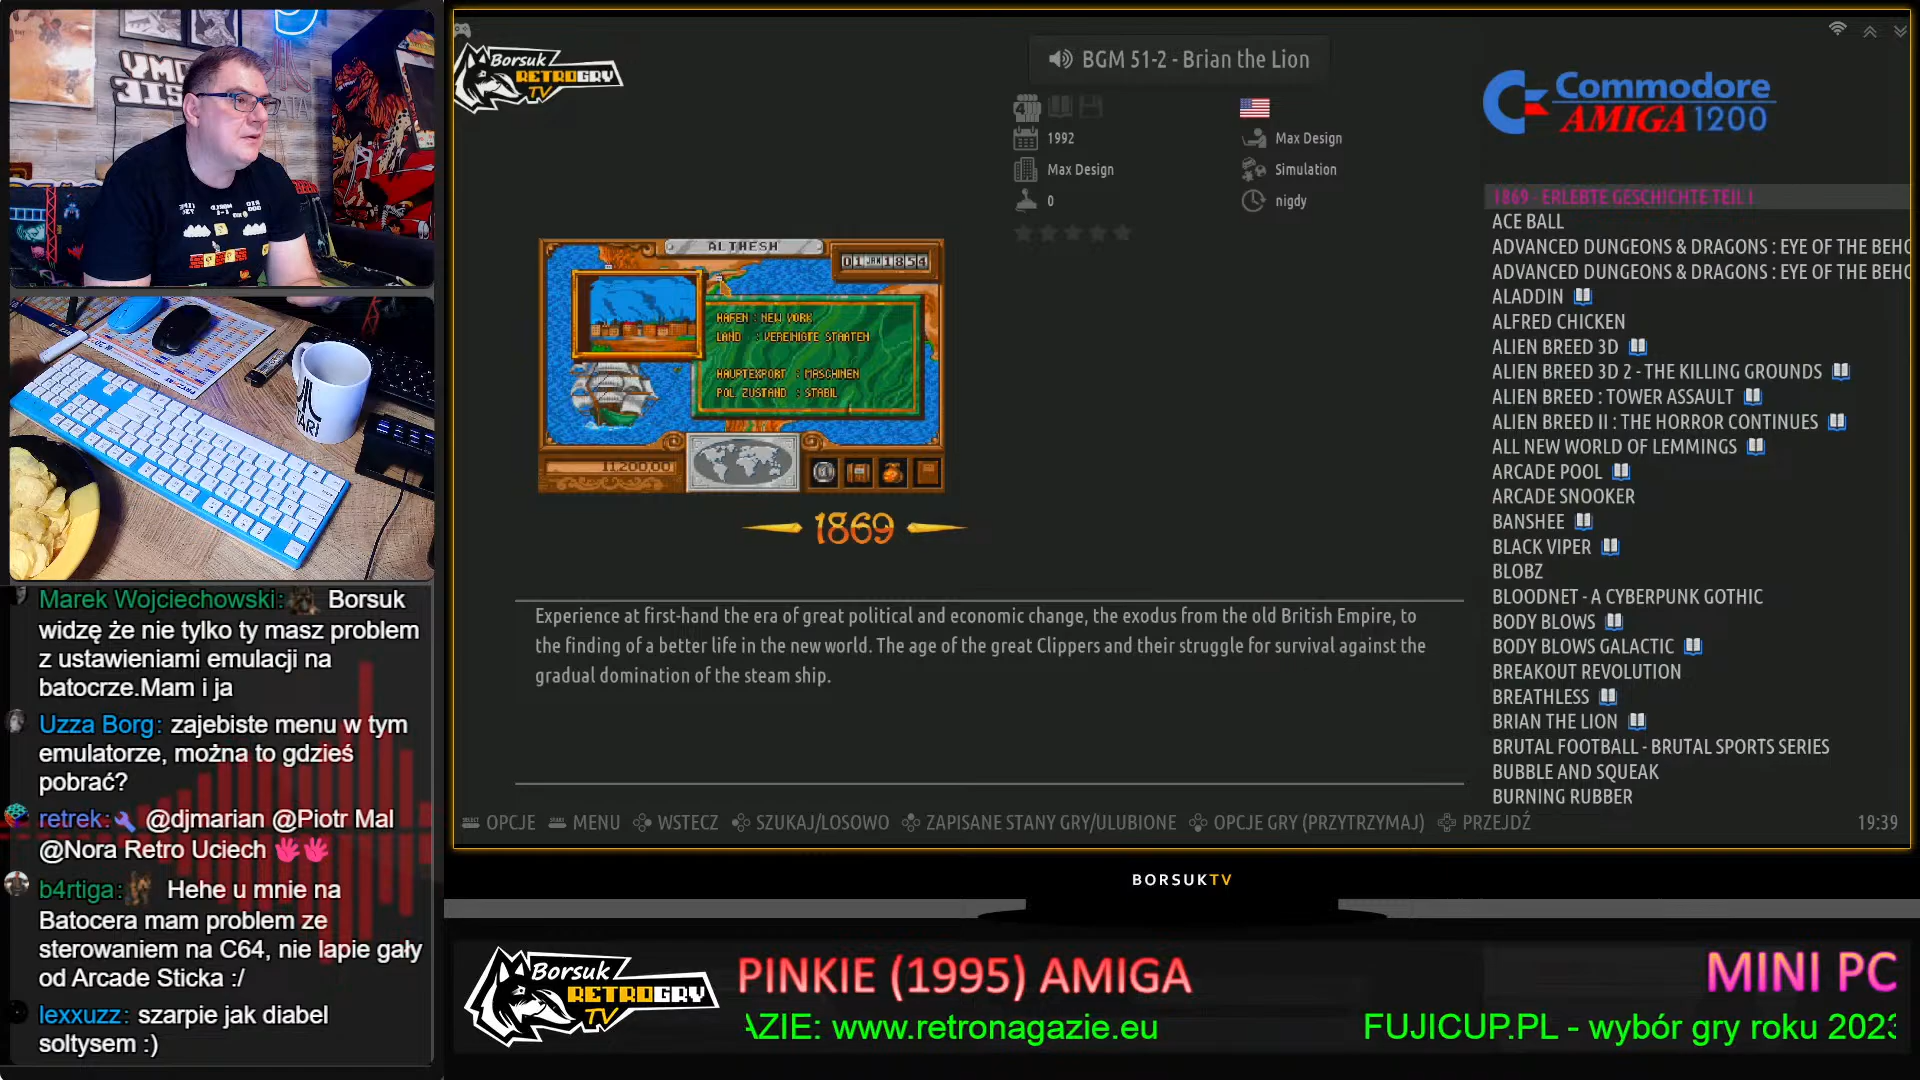 Marek Wojciechowski: Borsuk
widzę że nie tylko ty masz problem
z ustawieniami emulacji na
batocrze.Mam i ja
Uzza Borg: zajebiste menu w tym
emulatorze, można to gdzieś
pobrać?
retrek: @djmarian @Piotr Mal
@Nora Retro Uciech
b4rtiga: Hehe u mnie na
Batocera mam problem ze
sterowaniem na C64, nie lapie gały
od Arcade Sticka :/
lexxuzz: szarpie jak diabel
soltysem :)
Borsuk
RETROGRY
TV
BGM 51-2 - Brian the Lion
4
1992
Max Design
Max Design
Simulation
0
nigdy
ALTHESH
01 JAN 1854
HAFEN : NEW YORK
LAND : VEREINIGTE STAATEN
HAUPTEXPORT : MASCHINEN
POL ZUSTAND : STABIL
11.200,00
1869
Experience at first-hand the era of great political and economic change, the exodus from the old British Empire, to
the finding of a better life in the new world. The age of the great Clippers and their struggle for survival against the
gradual domination of the steam ship.
Commodore
AMIGA 1200
1869 - ERLEBTE GESCHICHTE TEIL I
ACE BALL
ADVANCED DUNGEONS & DRAGONS : EYE OF THE BEHO
ADVANCED DUNGEONS & DRAGONS : EYE OF THE BEHO
ALADDIN
ALFRED CHICKEN
ALIEN BREED 3D
ALIEN BREED 3D 2 - THE KILLING GROUNDS
ALIEN BREED : TOWER ASSAULT
ALIEN BREED II : THE HORROR CONTINUES
ALL NEW WORLD OF LEMMINGS
ARCADE POOL
ARCADE SNOOKER
BANSHEE
BLACK VIPER
BLOBZ
BLOODNET - A CYBERPUNK GOTHIC
BODY BLOWS
BODY BLOWS GALACTIC
BREAKOUT REVOLUTION
BREATHLESS
BRIAN THE LION
BRUTAL FOOTBALL - BRUTAL SPORTS SERIES
BUBBLE AND SQUEAK
BURNING RUBBER
OPCJE MENU WSTECZ SZUKAJ/LOSOWO ZAPISANE STANY GRY/ULUBIONE OPCJE GRY (PRZYTRZYMAJ) PRZEJDŹ 19:39
BORSUKTV
Borsuk
RETROGRY
TV
PINKIE (1995) AMIGA
MINI PC
AZIE: www.retronagazie.eu
FUJICUP.PL - wybór gry roku 2023